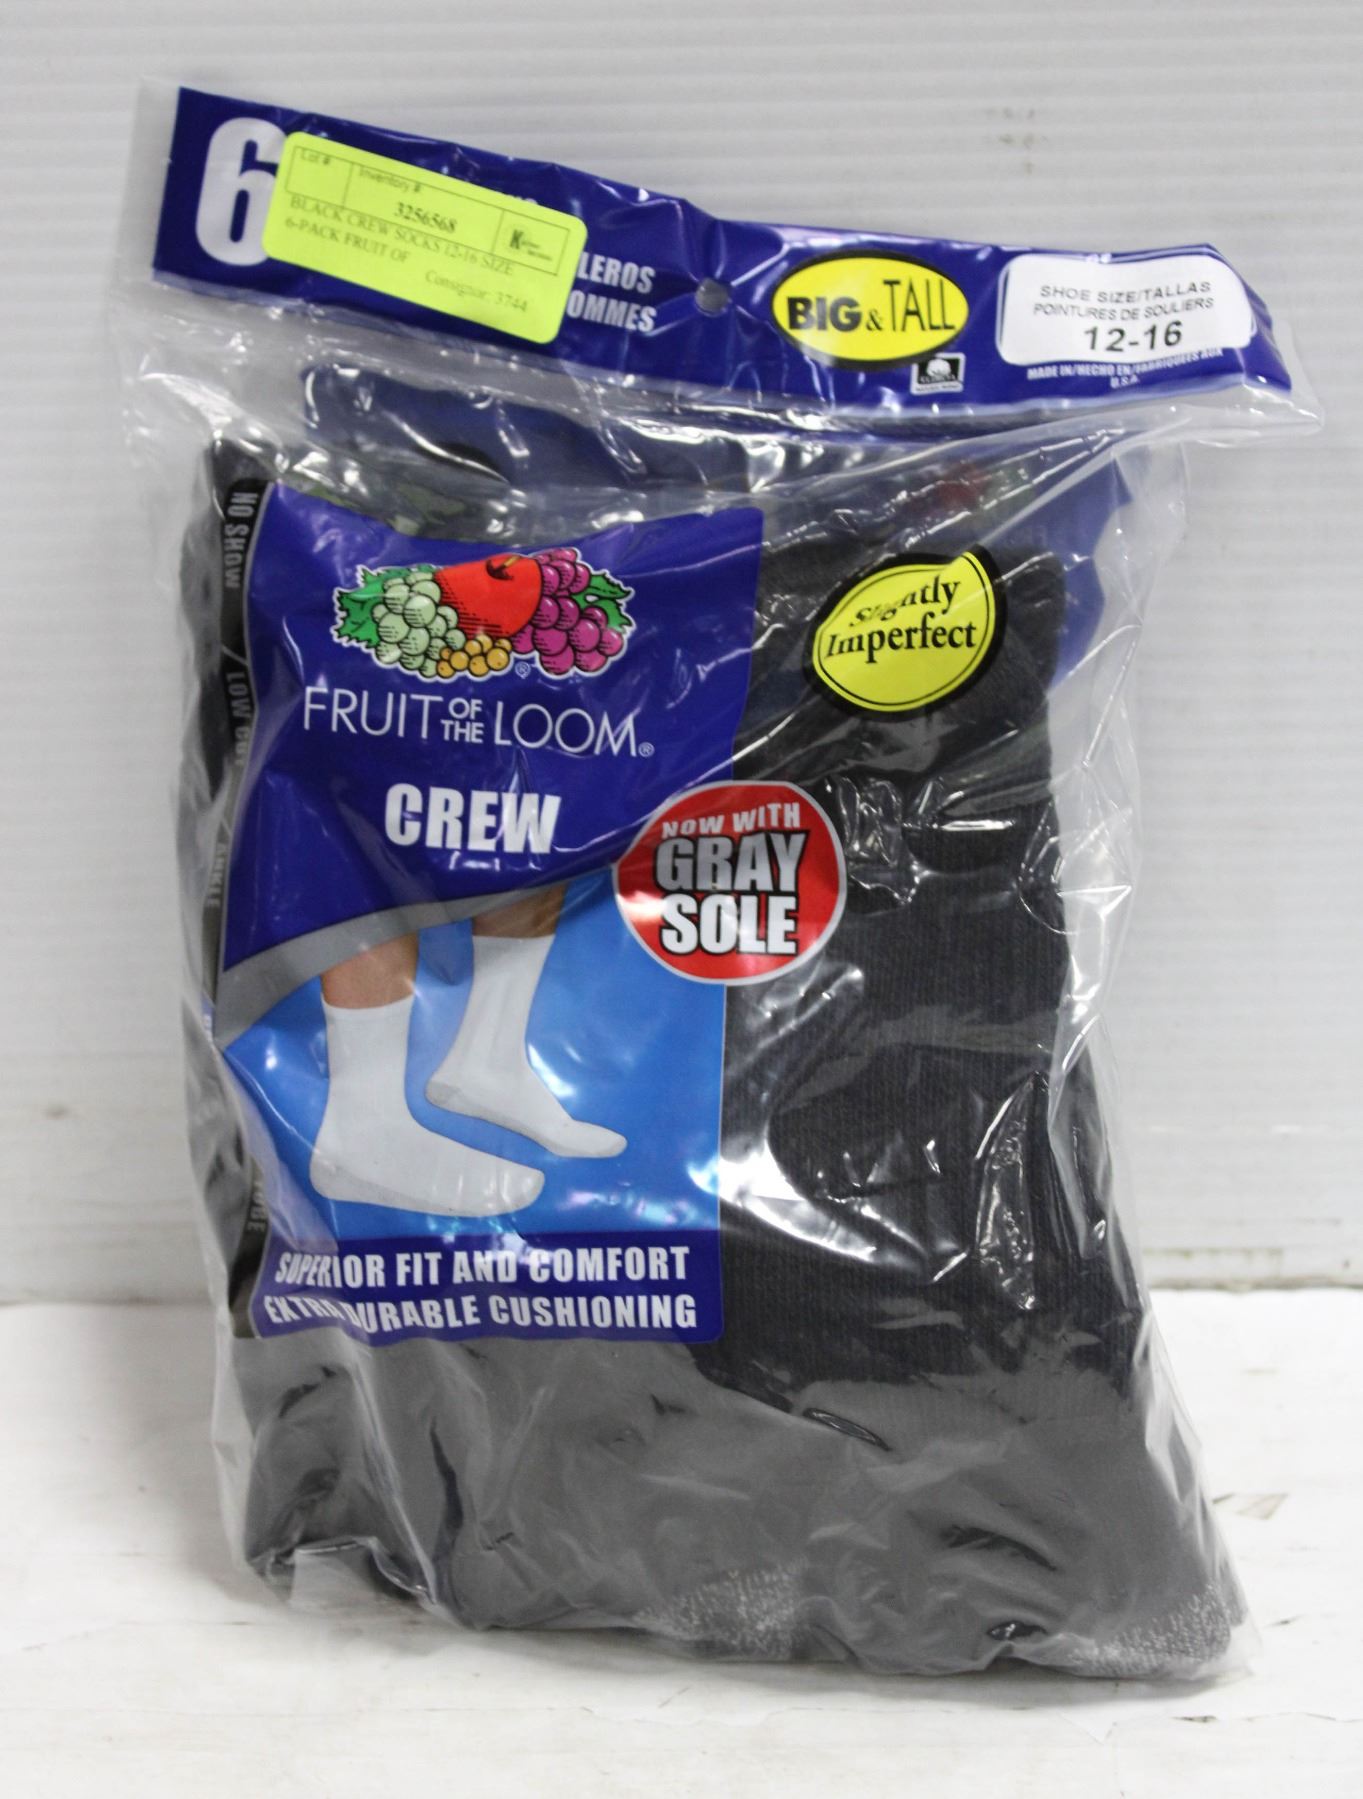 6
Lot #
Inventory #:
3256568
BLACK CREW SOCKS 12-16 SIZE
6-PACK FRUIT OF
Consignor: 3744
LEROS
OMMES
BIG & TALL
SHOE SIZE/TALLAS
POINTURES DE SOULIERS
12-16
MADE IN/HECHO EN/FABRIQUEES AUX
U.S.A.
NO SHOW
LOW CUT
ANKLE
FRUIT OF THE LOOM®
CREW
Slightly
Imperfect
NOW WITH
GRAY
SOLE
SUPERIOR FIT AND COMFORT
EXTRA DURABLE CUSHIONING